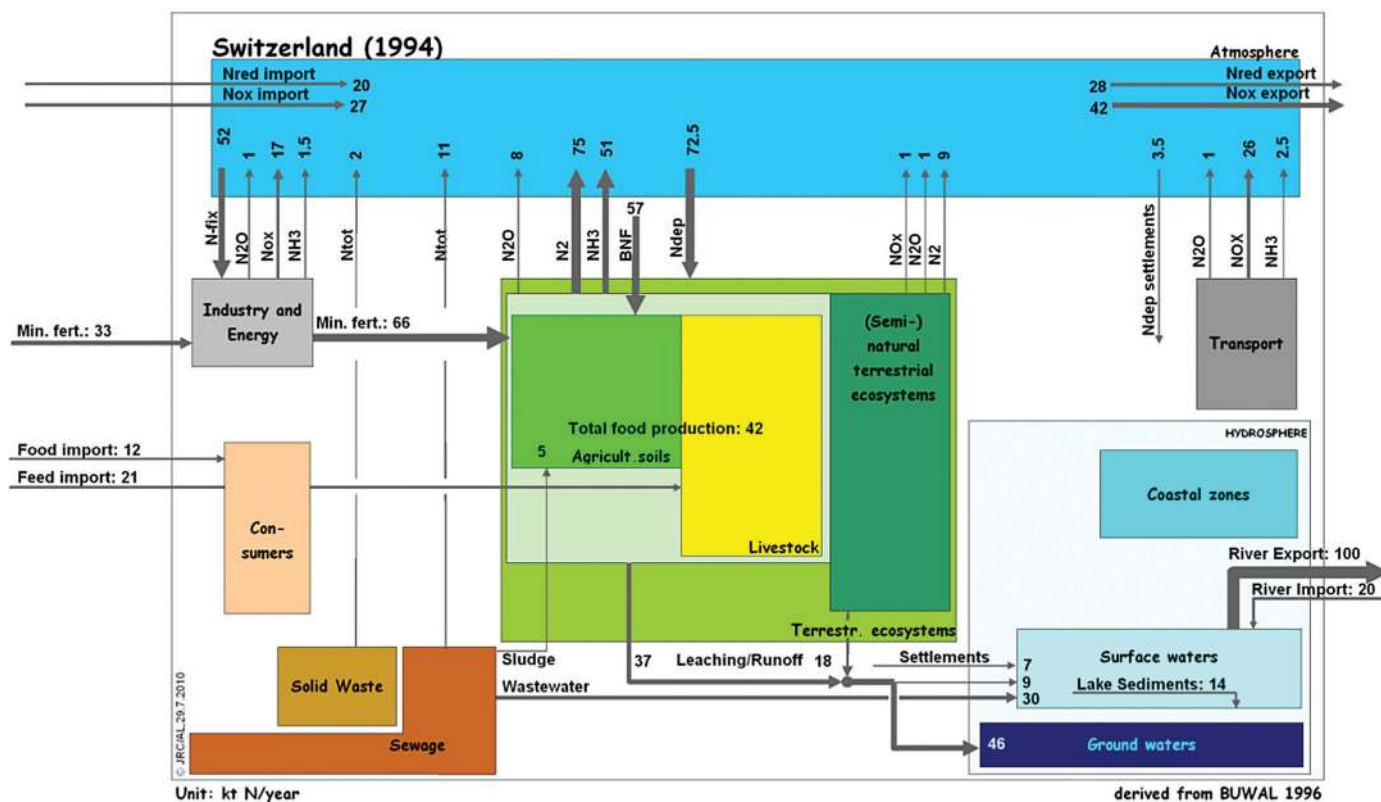 Switzerland (1994)
Atmosphere
Nred import
20
Nox import
27
28
Nred export
42
Nox export
52
1
17
1.5
2
11
8
75
51
72.5
1
1
9
3.5
1
26
2.5
57
N-fix
N2O
Nox
NH3
Ntot
Ntot
N2O
N2
NH3
BNF
Ndep
NOx
N2O
N2
Ndep settlements
N2O
NOX
NH3
Industry and
Energy
Min. fert.: 33
Min. fert.: 66
(Semi-)
natural
terrestrial
ecosystems
Transport
Total food production: 42
5
Agricult.soils
Livestock
Terrestr. ecosystems
Food import: 12
Feed import: 21
Con-
sumers
HYDROSPHERE
Coastal zones
River Export: 100
River Import: 20
Sludge
Wastewater
37
Leaching/Runoff
18
Settlements
7
9
30
Surface waters
Lake Sediments: 14
46
Ground waters
Solid Waste
Sewage
© JRC/AL,29.7.2010
Unit: kt N/year
derived from BUWAL 1996